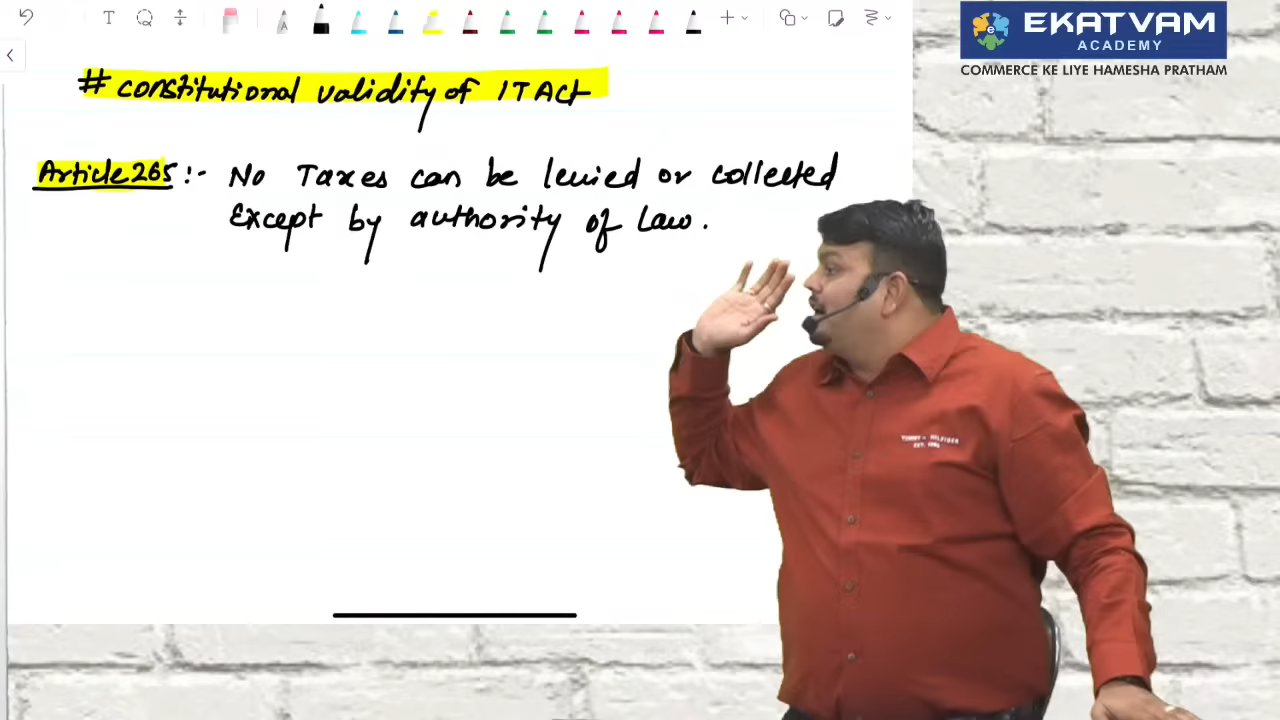 EKATVAM
ACADEMY
COMMERCE KE LIYE HAMESHA PRATHAM
# constitutional validity of IT Act
Article 265 :- No Taxes can be levied or collected
Except by authority of Law.